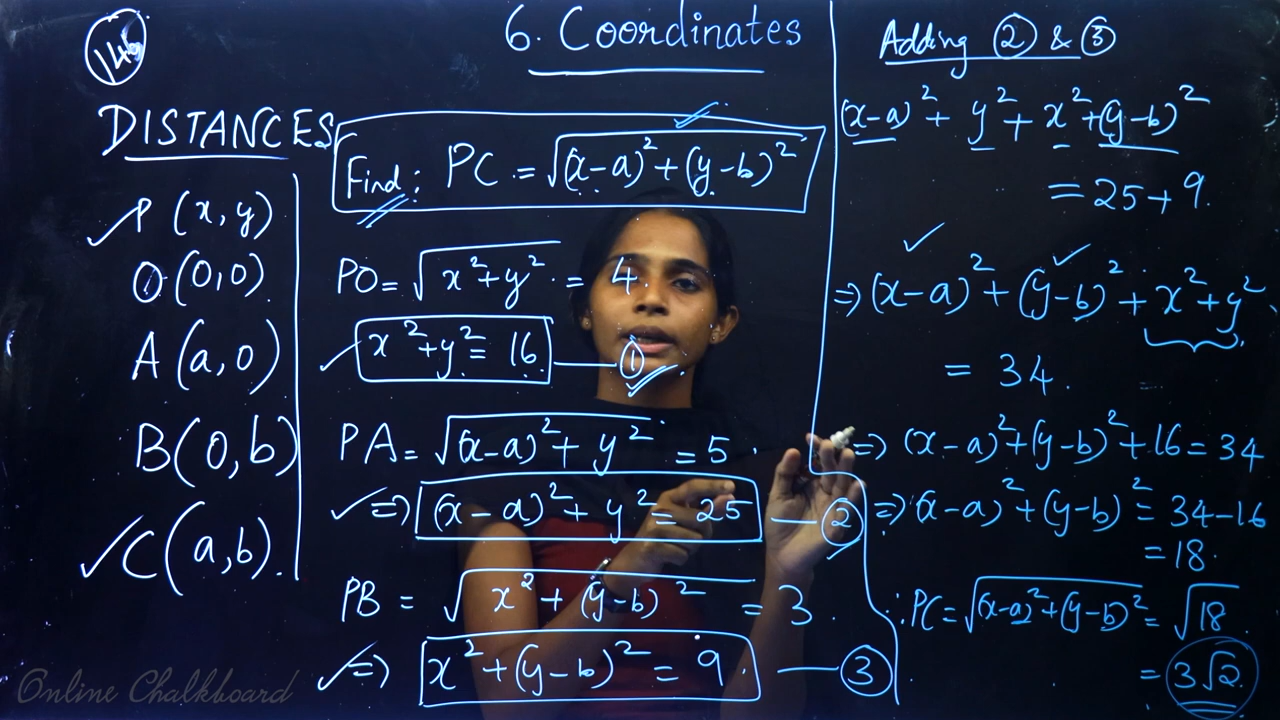 6. Coordinates
DISTANCES
P (x, y)
O (0, 0)
A (a, 0)
B (0, b)
C (a, b).
Find: PC = √(x-a)² + (y-b)²
PO = √x² + y² = 4
x² + y² = 16 — ①
PA = √(x-a)² + y² = 5
⇒ (x-a)² + y² = 25 — ②
PB = √x² + (y-b)² = 3.
⇒ x² + (y-b)² = 9 — ③
Adding ② & ③
(x-a)² + y² + x² + (y-b)²
= 25 + 9.
⇒ (x-a)² + (y-b)² + x² + y²
= 34.
⇒ (x-a)² + (y-b)² + 16 = 34
⇒ (x-a)² + (y-b)² = 34-16
= 18.
∴ PC = √(x-a)² + (y-b)² = √18
= 3√2.
Online Chalkboard